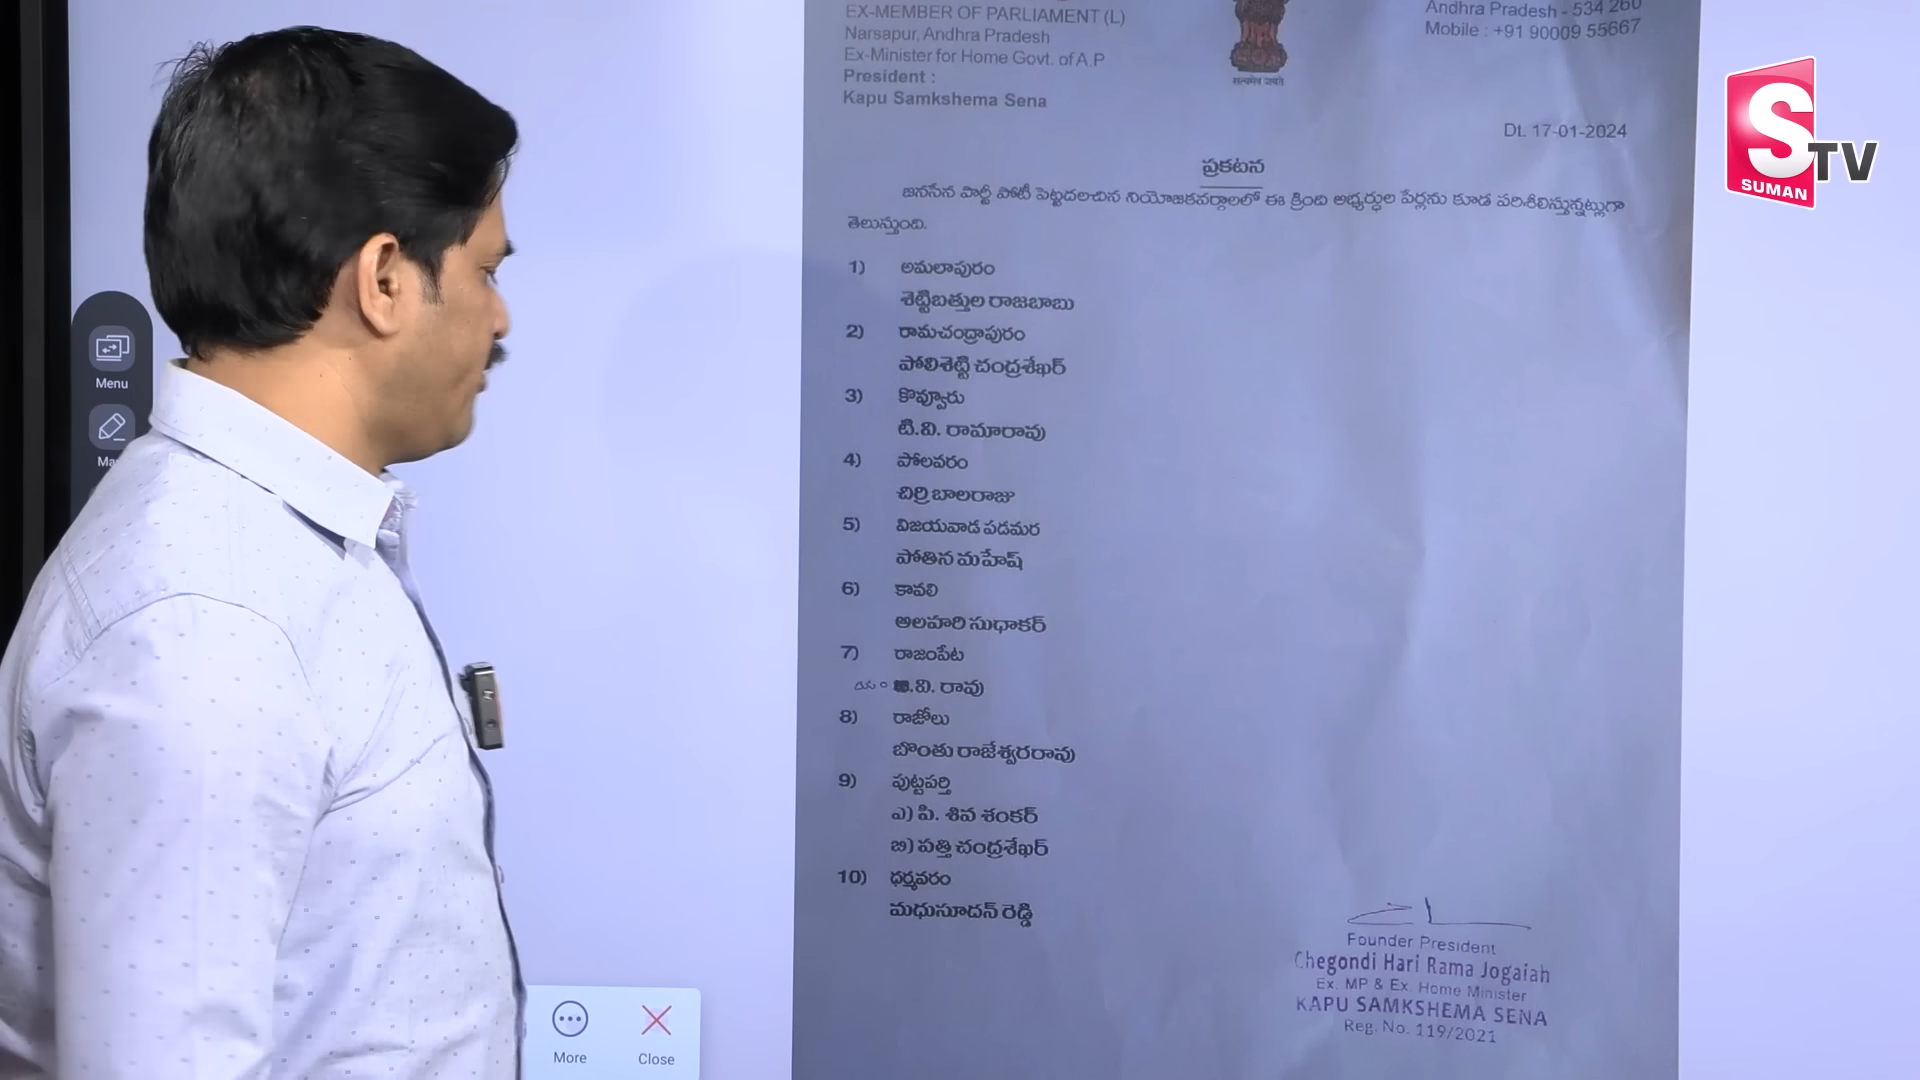 EX-MEMBER OF PARLIAMENT (L)
Narsapur, Andhra Pradesh
Ex-Minister for Home Govt. of A.P
President :
Kapu Samkshema Sena
सत्यमेव जयते
Andhra Pradesh - 534 260
Mobile : +91 90009 55667
Dt. 17-01-2024
S
TV
SUMAN
ప్రకటన
జనసేన పార్టీ పోటీ పెట్టదలచిన నియోజకవర్గాలలో ఈ క్రింది అభ్యర్ధుల పేర్లను కూడ పరిశీలిస్తున్నట్లుగా
తెలుస్తుంది.
1) అమలాపురం
శెట్టిబత్తుల రాజబాబు
2) రామచంద్రాపురం
పోలిశెట్టి చంద్రశేఖర్
3) కొవ్వూరు
టి.వి. రామారావు
4) పోలవరం
చిర్రి బాలరాజు
5) విజయవాడ పడమర
పోతిన మహేష్
6) కావలి
అలహరి సుధాకర్
7) రాజంపేట
.వి. రావు
8) రాజోలు
బొంతు రాజేశ్వరరావు
9) పుట్టపర్తి
ఎ) పి. శివ శంకర్
బి) పత్తి చంద్రశేఖర్
10) ధర్మవరం
మధుసూదన్ రెడ్డి
Founder President
Chegondi Hari Rama Jogaiah
Ex. MP & Ex. Home Minister
KAPU SAMKSHEMA SENA
Reg. No. 119/2021
Menu
More
Close